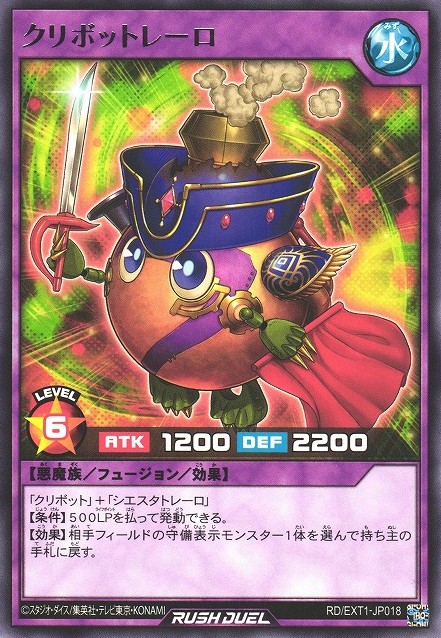 クリボットレーロ
みず
水
LEVEL
6
ATK 1200 DEF 2200
【悪魔族／フュージョン／効果】
「クリボット」＋「シエスタトレーロ」
【条件】500LPを払って発動できる。
【効果】相手フィールドの守備表示モンスター1体を選んで持ち主の
手札に戻す。
©スタジオ・ダイス/集英社・テレビ東京・KONAMI
RUSH DUEL
RD/EXT1-JP018